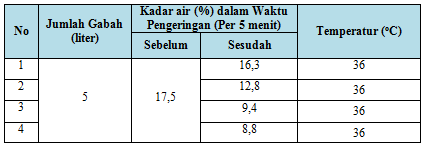 No Jumlah Gabah (liter) Kadar air (%) dalam Waktu Pengeringan (Per 5 menit) Temperatur (°C)
Sebelum Sesudah
1 5 17,5 16,3 36
2 12,8 36
3 9,4 36
4 8,8 36